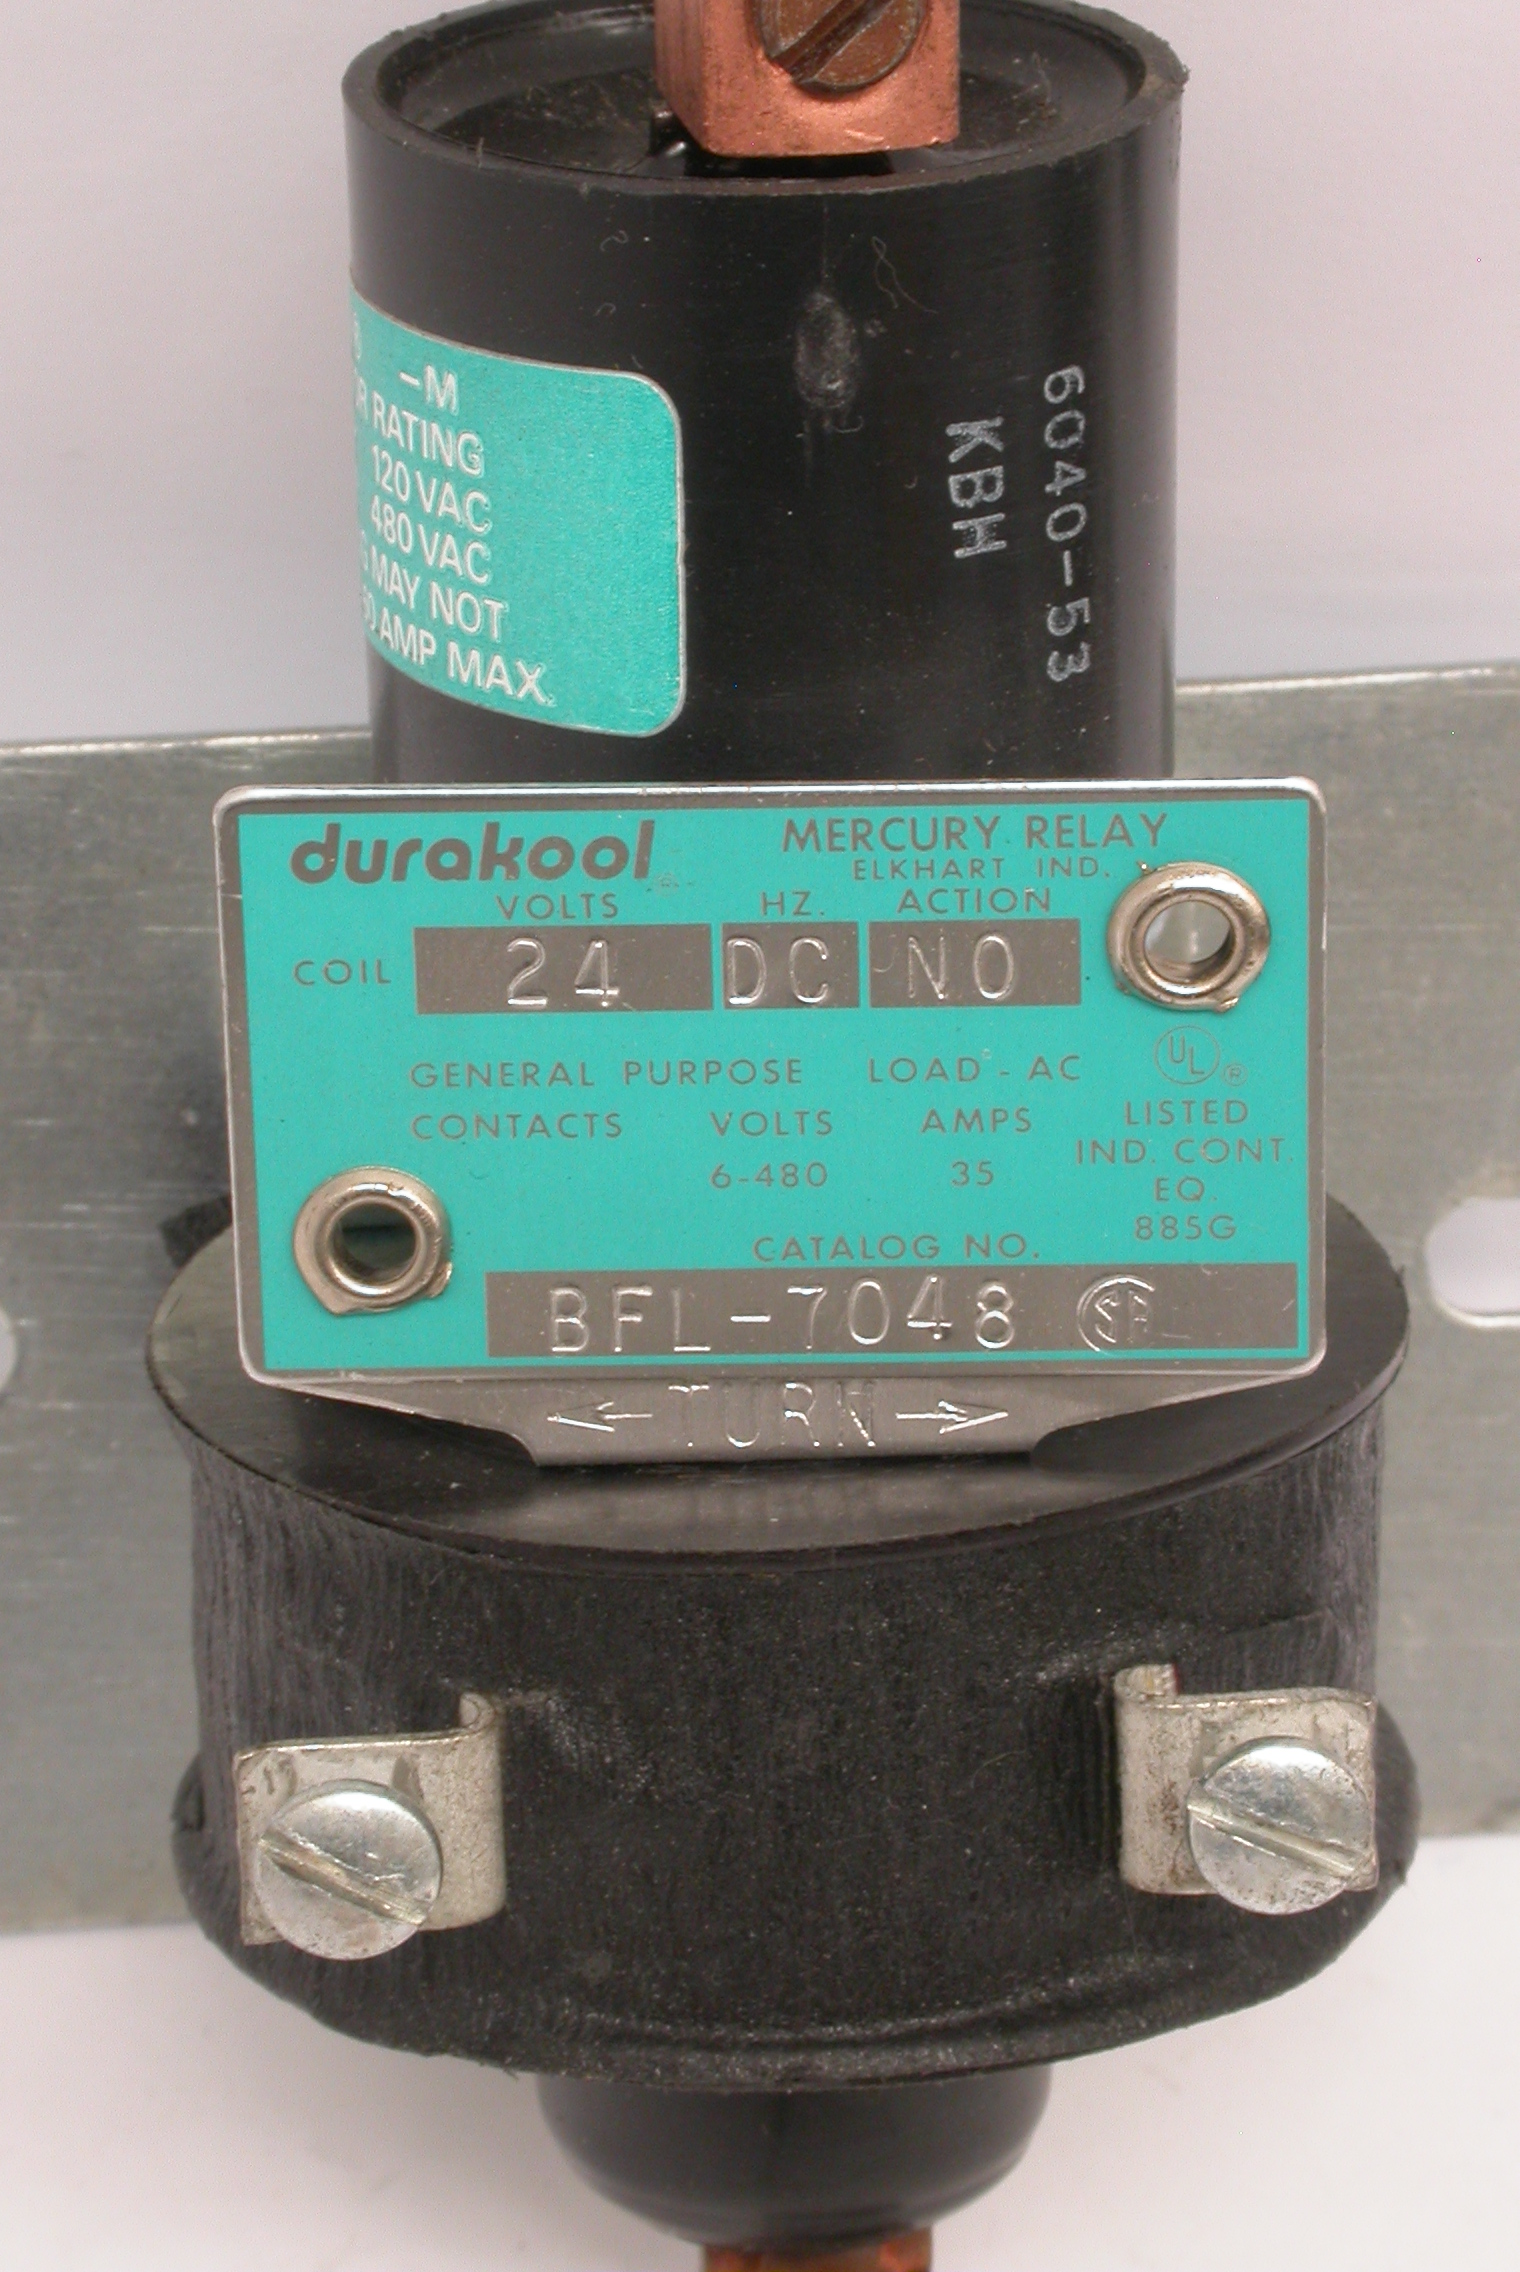 -M
RATING
120 VAC
480 VAC
MAY NOT
AMP MAX.
6040-53
KBH
durakool MERCURY RELAY
ELKHART IND.
VOLTS HZ. ACTION
COIL 24 DC NO
GENERAL PURPOSE LOAD - AC UL ®
CONTACTS VOLTS AMPS LISTED
IND. CONT.
6-480 35
EQ.
885G
CATALOG NO.
BFL-7048 SA
← TURN →